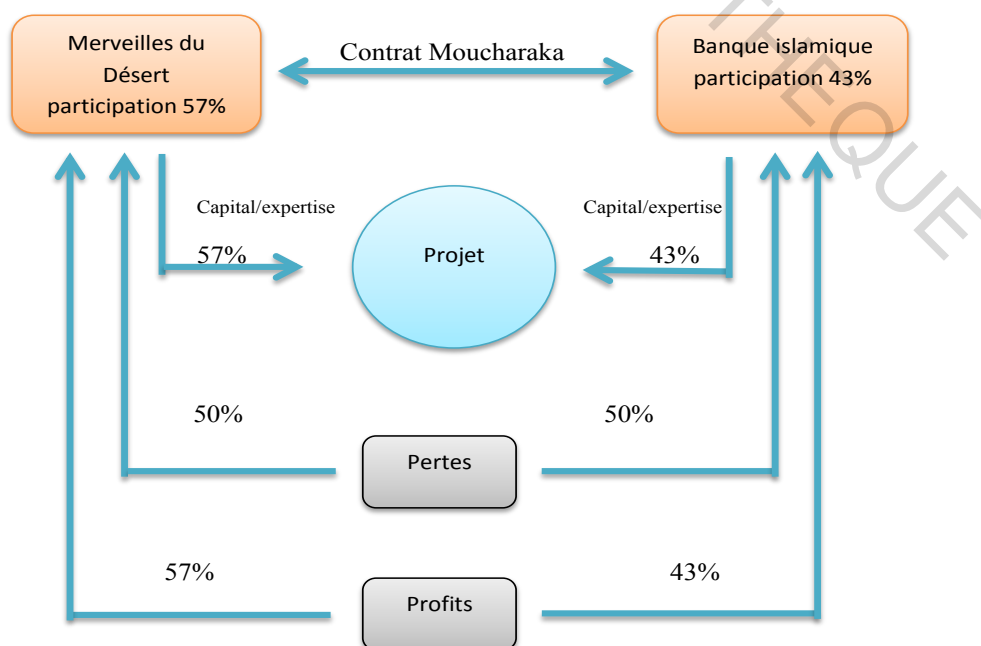 Merveilles du
Désert
participation 57%
Contrat Moucharaka
Banque islamique
participation 43%
Capital/expertise
57%
Projet
Capital/expertise
43%
50%
50%
Pertes
57%
43%
Profits
THEQUE